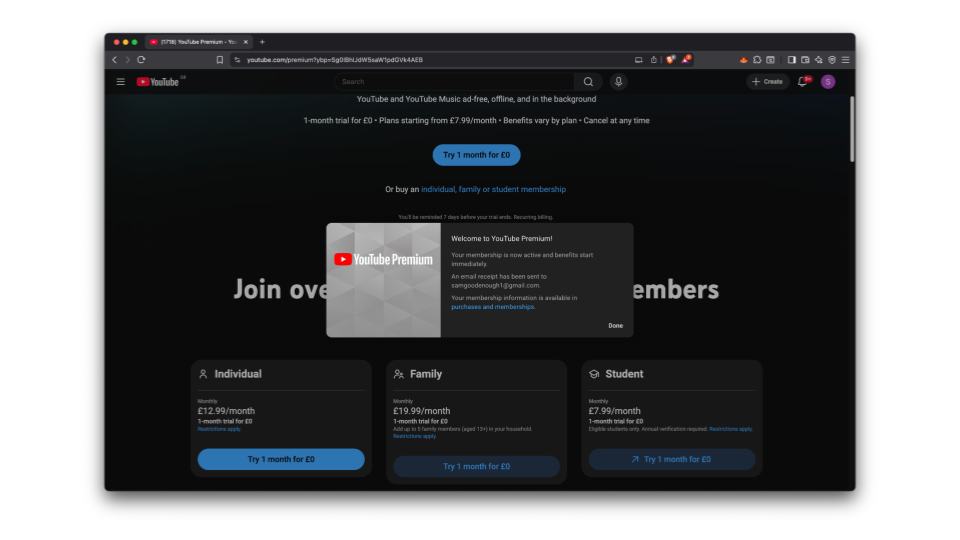 (1718) YouTube Premium - You
youtube.com/premium?ybp=Sg0IBhIJdW5saW1pdGVk4AEB
YouTube GB
Search
Create
9+
S
YouTube and YouTube Music ad-free, offline, and in the background
1-month trial for £0 • Plans starting from £7.99/month • Benefits vary by plan • Cancel at any time
Try 1 month for £0
Or buy an individual, family or student membership
You'll be reminded 7 days before your trial ends. Recurring billing.
YouTube Premium
Welcome to YouTube Premium!
Your membership is now active and benefits start
immediately.
An email receipt has been sent to
samgoodenough1@gmail.com.
Your membership information is available in
purchases and memberships.
Done
Join ove
embers
Individual
Monthly
£12.99/month
1-month trial for £0
Restrictions apply.
Try 1 month for £0
Family
Monthly
£19.99/month
1-month trial for £0
Add up to 5 family members (aged 13+) in your household.
Restrictions apply.
Try 1 month for £0
Student
Monthly
£7.99/month
1-month trial for £0
Eligible students only. Annual verification required. Restrictions apply.
Try 1 month for £0